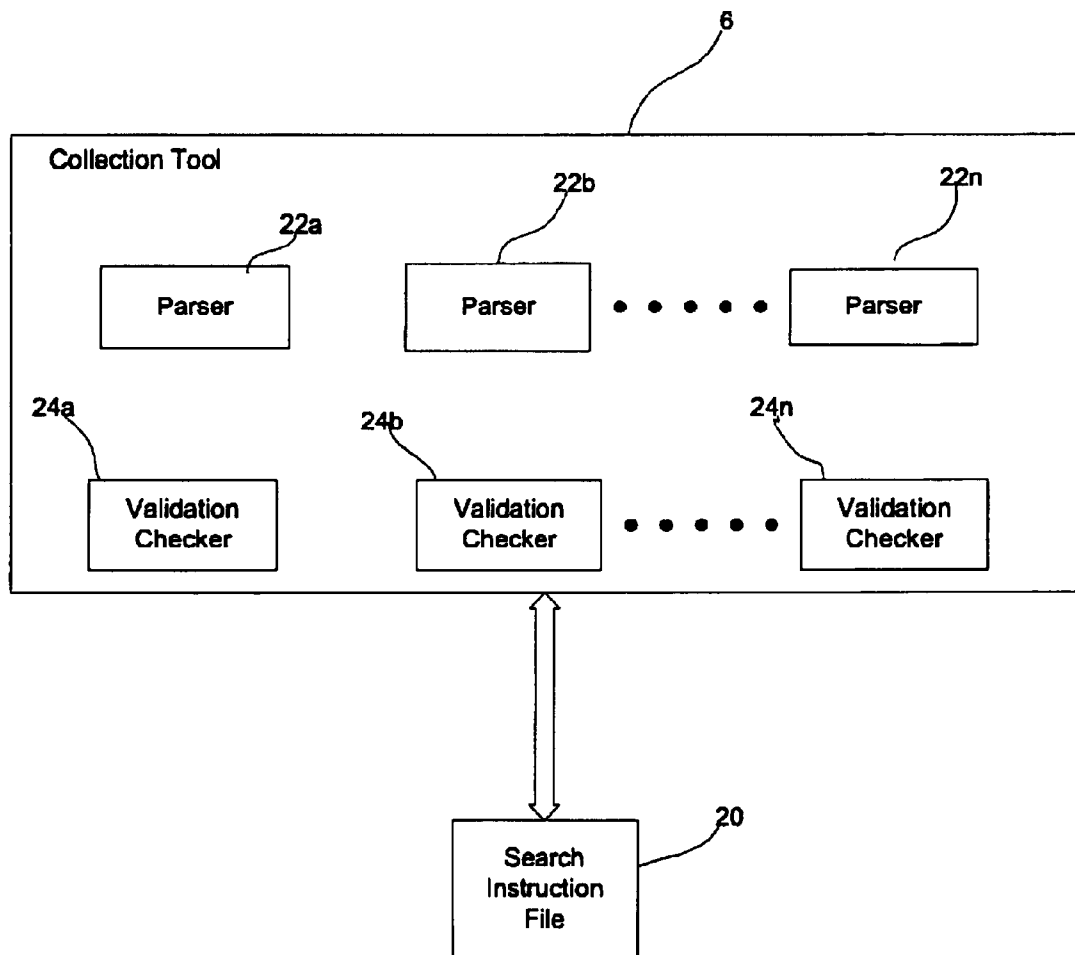 6
Collection Tool
22a
22b
22n
Parser
Parser
Parser
24a
24b
24n
Validation
Checker
Validation
Checker
Validation
Checker
20
Search
Instruction
File